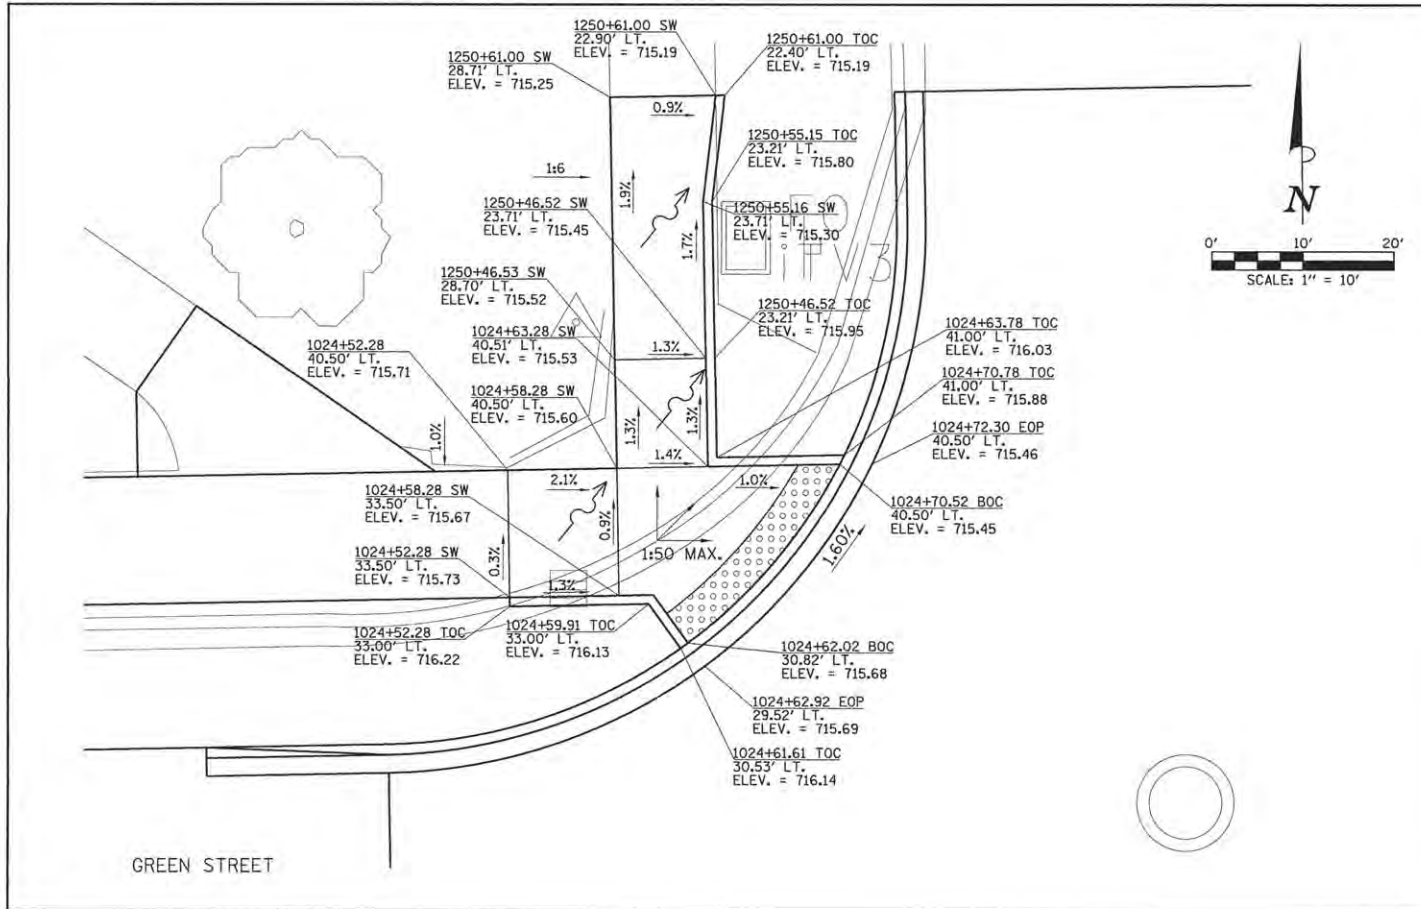 1250+61.00 SW
22.90' LT.
ELEV. = 715.19
1250+61.00 TOC
22.40' LT.
ELEV. = 715.19
1250+61.00 SW
28.71' LT.
ELEV. = 715.25
0.9%
1250+55.15 TOC
23.21' LT.
ELEV. = 715.80
1:6
1.9%
1250+46.52 SW
23.71' LT.
ELEV. = 715.45
1250+55.16 SW
23.71' LT.
ELEV. = 715.30
1.7%
N
0' 10' 20'
SCALE: 1" = 10'
1250+46.53 SW
28.70' LT.
ELEV. = 715.52
1250+46.52 TOC
23.21' LT.
ELEV. = 715.95
1024+63.28 SW
40.51' LT.
ELEV. = 715.53
1024+63.78 TOC
41.00' LT.
ELEV. = 716.03
1024+52.28
40.50' LT.
ELEV. = 715.71
1.3%
1024+70.78 TOC
41.00' LT.
ELEV. = 715.88
1024+58.28 SW
40.50' LT.
ELEV. = 715.60
1.3%
1.3%
1024+72.30 EOP
40.50' LT.
ELEV. = 715.46
1.0%
1.4%
2.1%
1.0%
1024+58.28 SW
33.50' LT.
ELEV. = 715.67
0.9%
1024+70.52 BOC
40.50' LT.
ELEV. = 715.45
1:50 MAX.
1.60%
1024+52.28 SW
33.50' LT.
ELEV. = 715.73
0.3%
1.3%
1024+52.28 TOC
33.00' LT.
ELEV. = 716.22
1024+59.91 TOC
33.00' LT.
ELEV. = 716.13
1024+62.02 BOC
30.82' LT.
ELEV. = 715.68
1024+62.92 EOP
29.52' LT.
ELEV. = 715.69
1024+61.61 TOC
30.53' LT.
ELEV. = 716.14
GREEN STREET